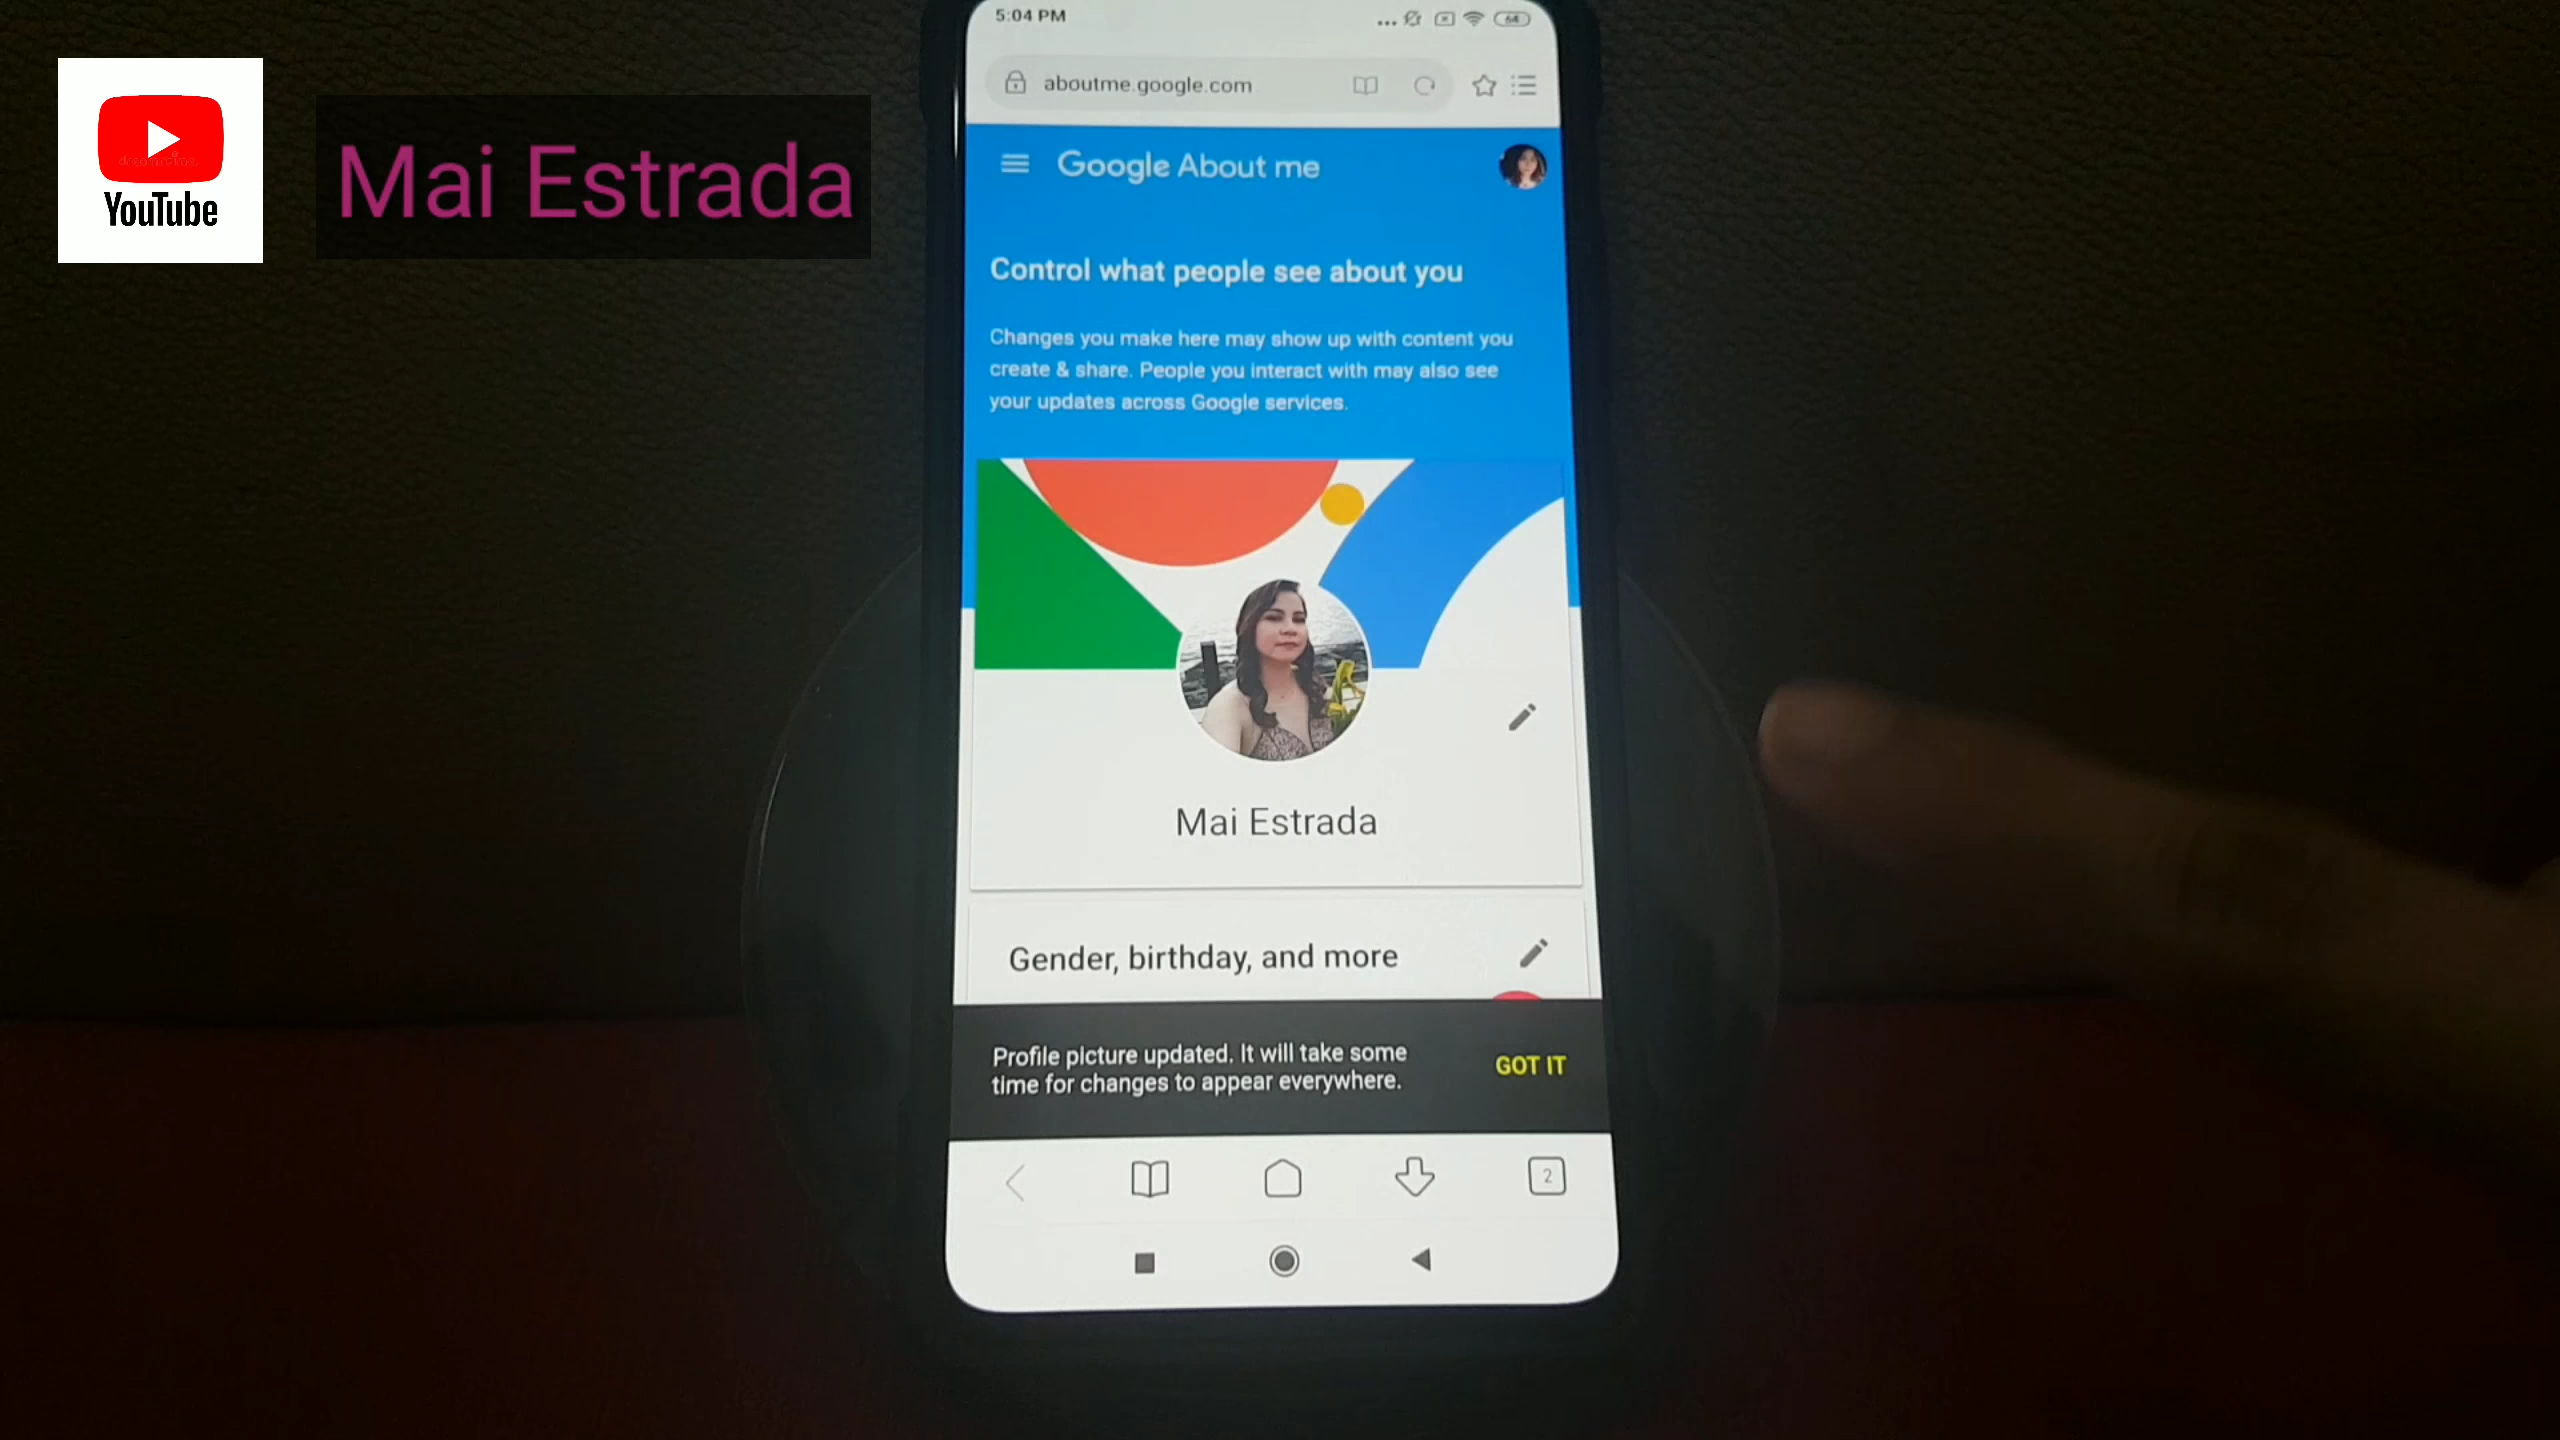 5:04 PM
64
aboutme.google.com
YouTube
Mai Estrada
Google About me
Control what people see about you
Changes you make here may show up with content you
create & share. People you interact with may also see
your updates across Google services.
Mai Estrada
Gender, birthday, and more
Profile picture updated. It will take some
time for changes to appear everywhere.
GOT IT
2